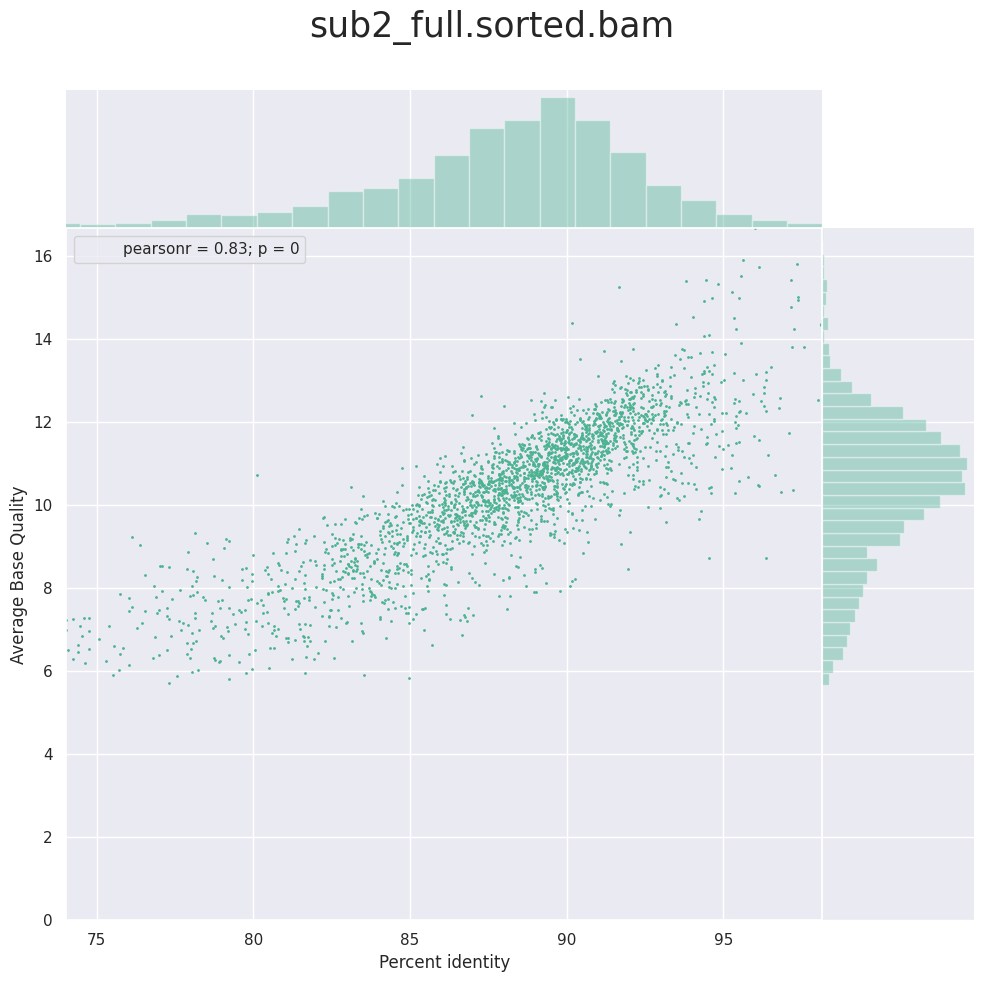 sub2_full.sorted.bam
pearsonr = 0.83; p = 0
16
14
12
10
8
6
4
2
0
Average Base Quality
75 80 85 90 95
Percent identity